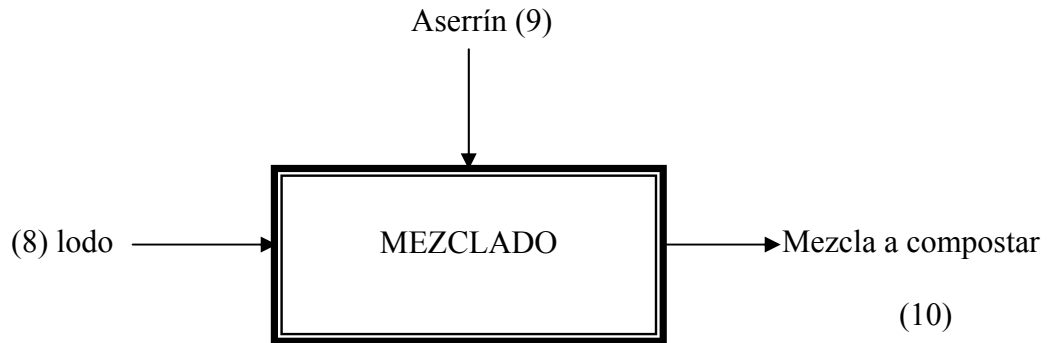 Aserrín (9)
(8) lodo
MEZCLADO
Mezcla a compostar
(10)